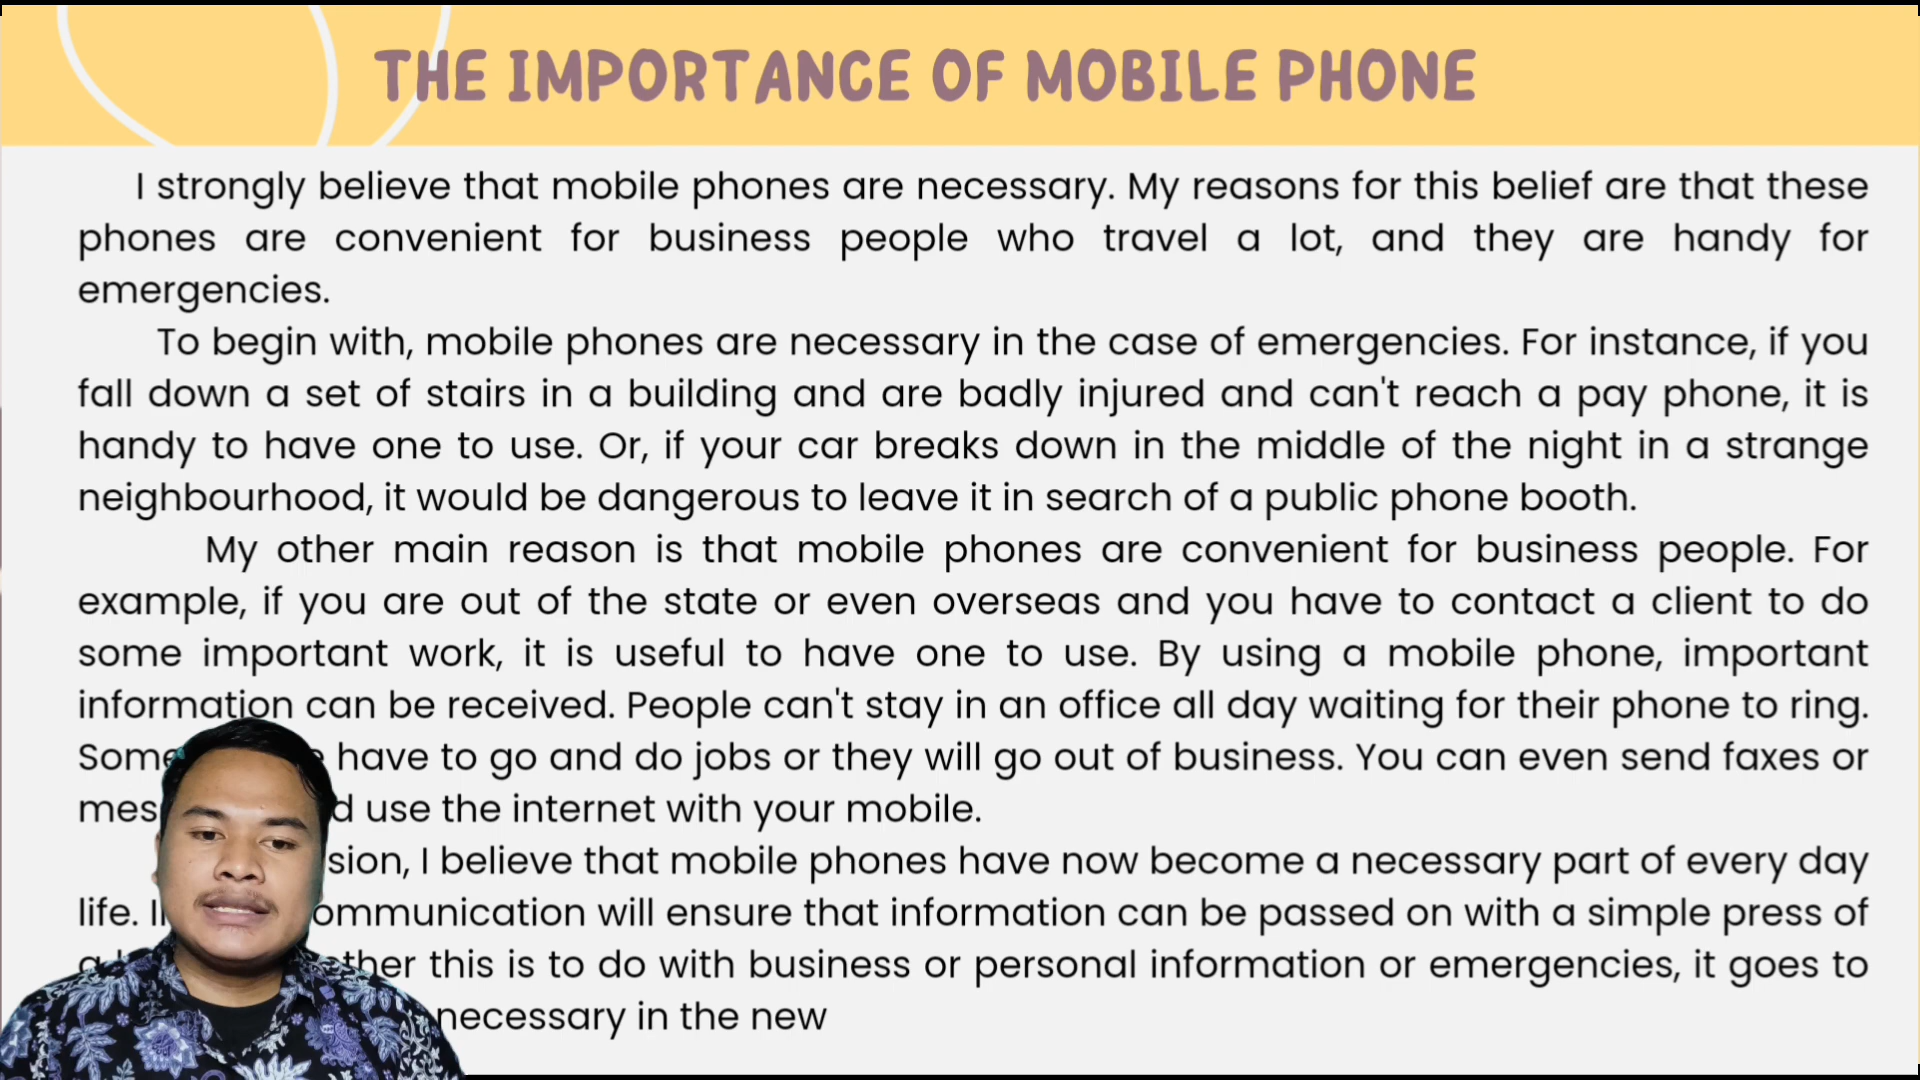 THE IMPORTANCE OF MOBILE PHONE
I strongly believe that mobile phones are necessary. My reasons for this belief are that these
phones are convenient for business people who travel a lot, and they are handy for
emergencies.
To begin with, mobile phones are necessary in the case of emergencies. For instance, if you
fall down a set of stairs in a building and are badly injured and can't reach a pay phone, it is
handy to have one to use. Or, if your car breaks down in the middle of the night in a strange
neighbourhood, it would be dangerous to leave it in search of a public phone booth.
My other main reason is that mobile phones are convenient for business people. For
example, if you are out of the state or even overseas and you have to contact a client to do
some important work, it is useful to have one to use. By using a mobile phone, important
information can be received. People can't stay in an office all day waiting for their phone to ring.
have to go and do jobs or they will go out of business. You can even send faxes or
use the internet with your mobile.
I believe that mobile phones have now become a necessary part of every day
life. will ensure that information can be passed on with a simple press of
this is to do with business or personal information or emergencies, it goes to
necessary in the new